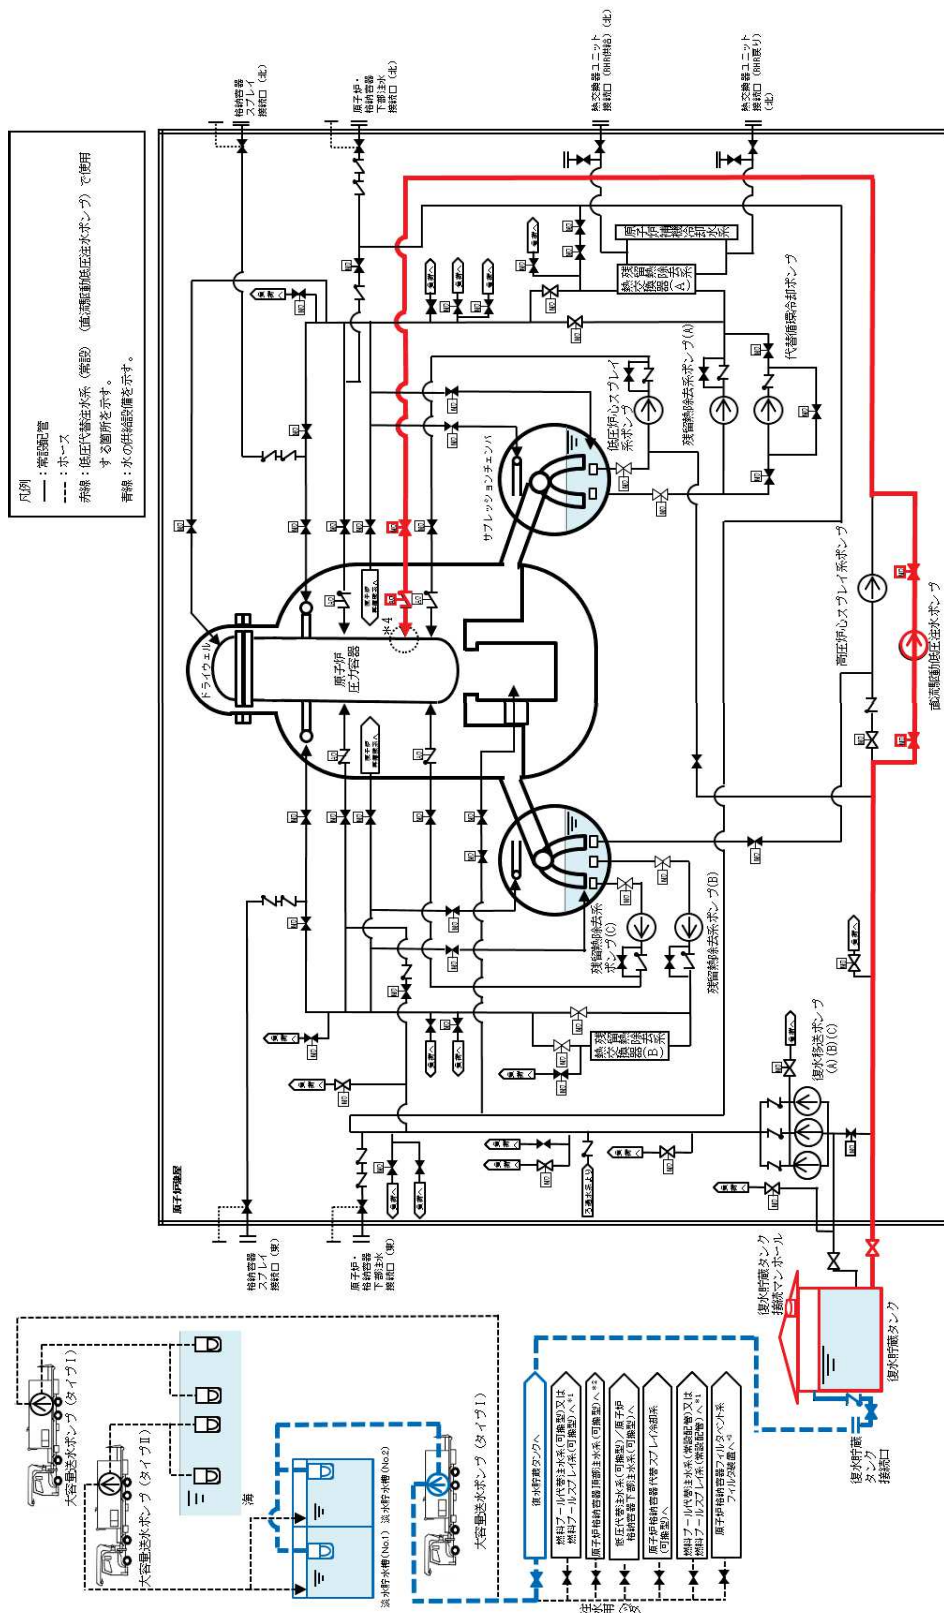 凡例
━ : 常設配管
--- : ホース
赤線 : 低圧代替注水系 (常設) (直流駆動低圧注水ポンプ) で使用
する箇所を示す。
青線 : 水の供給設備を示す。
格納容器
スプレイ
接続口 (北)
原子炉・
格納容器
下部注水
接続口 (北)
熱交換器ユニット
接続口 (RHR供給) (北)
熱交換器ユニット
接続口 (RHR戻り)
(北)
原子炉補機冷却水系
残留熱除去系
熱交換器(A)
ドライウェル
原子炉
圧力容器
※4
サプレッションチェンバ
低圧炉心スプレイ
系ポンプ
残留熱除去系ポンプ(A)
代替循環冷却ポンプ
高圧炉心スプレイ系ポンプ
直流駆動低圧注水ポンプ
残留熱除去系
ポンプ(C)
残留熱除去系ポンプ(B)
残留熱除去系
熱交換器(B)
復水移送ポンプ
(A)(B)(C)
原子炉建屋
格納容器
スプレイ
接続口 (東)
原子炉・
格納容器
下部注水
接続口 (東)
ろ過水系より
復水貯蔵タンク
接続マンホール
復水貯蔵タンク
復水貯蔵
タンク
接続口
大容量送水ポンプ (タイプⅠ)
大容量送水ポンプ (タイプⅡ)
海
淡水貯水槽(No.1)
淡水貯水槽(No.2)
大容量送水ポンプ (タイプⅠ)
復水貯蔵タンクへ
燃料プール代替注水系(可搬型)又は
燃料プールスプレイ系(可搬型)へ※1
原子炉格納容器頂部注水系(可搬型)へ※2
低圧代替注水系(可搬型)/原子炉
格納容器下部注水系(可搬型)へ
原子炉格納容器代替スプレイ冷却系
(可搬型)へ
燃料プール代替注水系(常設配管)又は
燃料プールスプレイ系(常設配管)へ※1
原子炉格納容器フィルタベント系
フィルタ装置へ※3